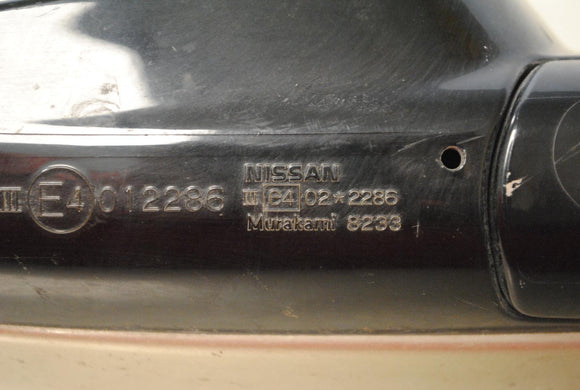 III E4 012286
NISSAN
III e4 02*2286
Murakami 8233